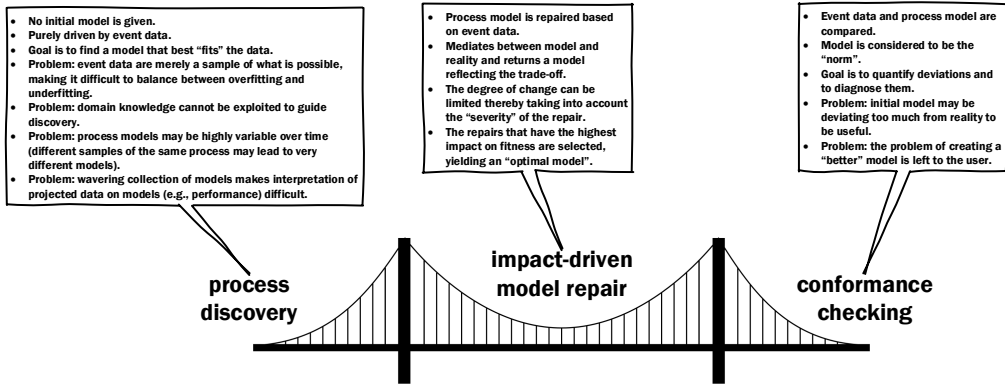 • No initial model is given.
• Purely driven by event data.
• Goal is to find a model that best “fits” the data.
• Problem: event data are merely a sample of what is possible,
making it difficult to balance between overfitting and
underfitting.
• Problem: domain knowledge cannot be exploited to guide
discovery.
• Problem: process models may be highly variable over time
(different samples of the same process may lead to very
different models).
• Problem: wavering collection of models makes interpretation of
projected data on models (e.g., performance) difficult.
• Process model is repaired based
on event data.
• Mediates between model and
reality and returns a model
reflecting the trade-off.
• The degree of change can be
limited thereby taking into account
the “severity” of the repair.
• The repairs that have the highest
impact on fitness are selected,
yielding an “optimal model”.
• Event data and process model are
compared.
• Model is considered to be the
“norm”.
• Goal is to quantify deviations and
to diagnose them.
• Problem: initial model may be
deviating too much from reality to
be useful.
• Problem: the problem of creating a
“better” model is left to the user.
process
discovery
impact-driven
model repair
conformance
checking